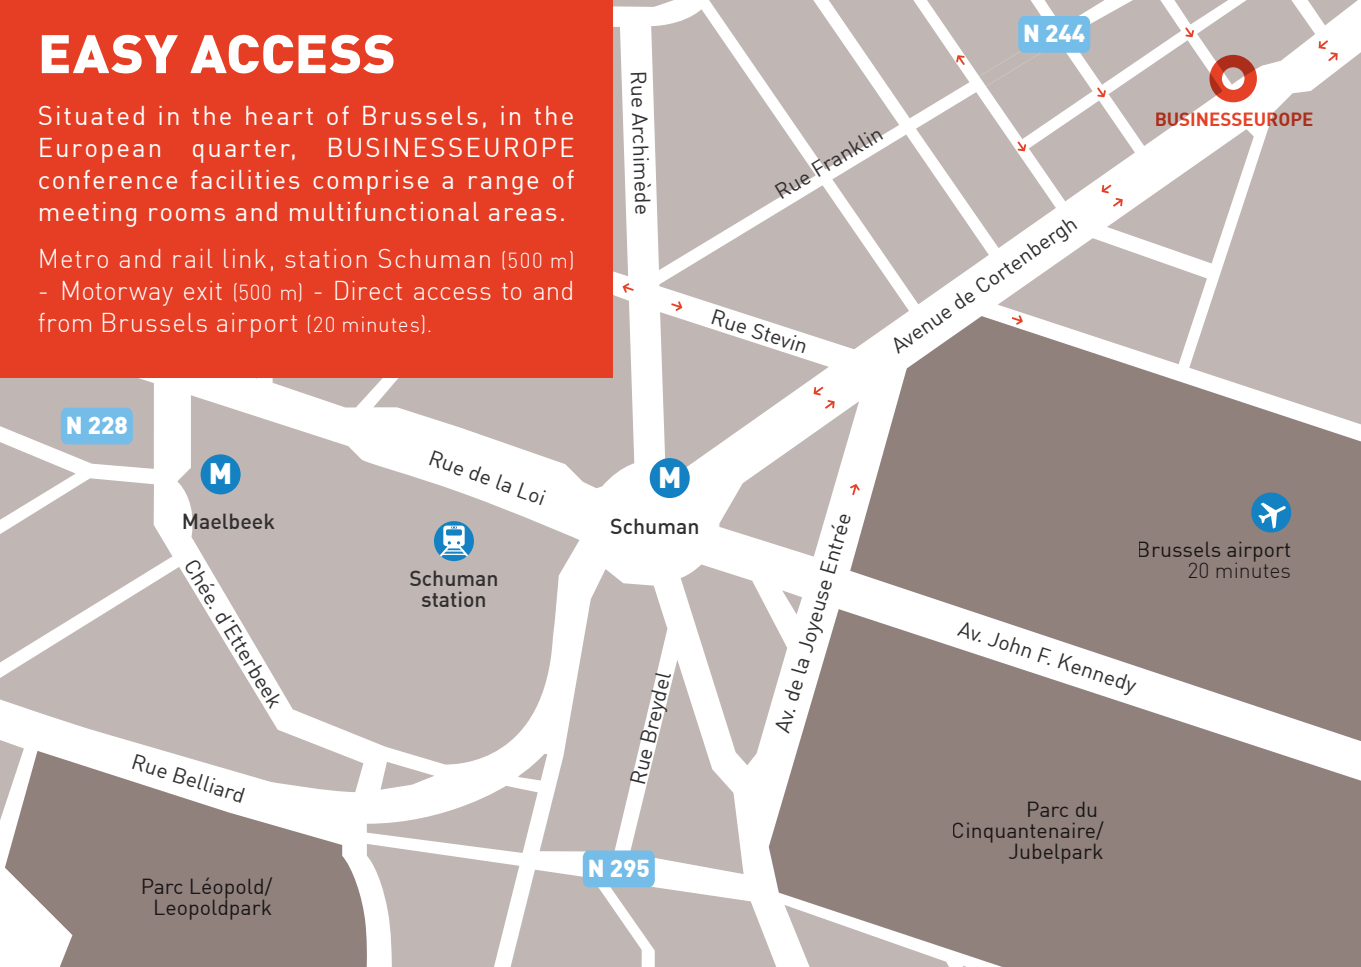 EASY ACCESS
Situated in the heart of Brussels, in the
European quarter, BUSINESSEUROPE
conference facilities comprise a range of
meeting rooms and multifunctional areas.
Metro and rail link, station Schuman (500 m)
- Motorway exit (500 m) - Direct access to and
from Brussels airport (20 minutes).
N 244
BUSINESSEUROPE
Rue Archimède
Rue Franklin
Avenue de Cortenbergh
Rue Stevin
N 228
M
Maelbeek
Rue de la Loi
M
Schuman
Schuman
station
Brussels airport
20 minutes
Chée. d'Etterbeek
Av. de la Joyeuse Entrée
Av. John F. Kennedy
Rue Breydel
Rue Belliard
Parc du
Cinquantenaire/
Jubelpark
N 295
Parc Léopold/
Leopoldpark